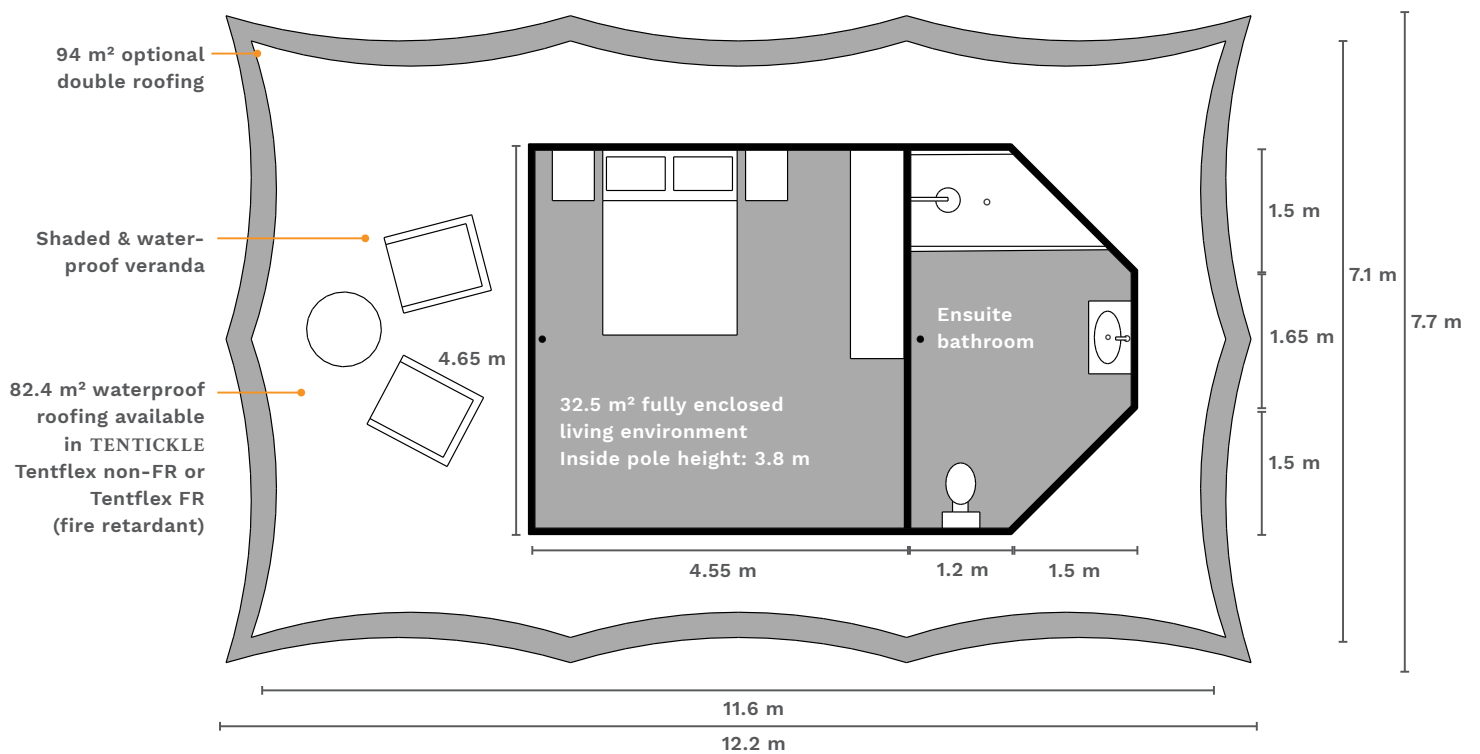 94 m² optional
double roofing
Shaded & water-
proof veranda
82.4 m² waterproof
roofing available
in TENTICKLE
Tentflex non-FR or
Tentflex FR
(fire retardant)
4.65 m
32.5 m² fully enclosed
living environment
Inside pole height: 3.8 m
Ensuite
bathroom
4.55 m
1.2 m
1.5 m
1.5 m
1.65 m
1.5 m
7.1 m
7.7 m
11.6 m
12.2 m